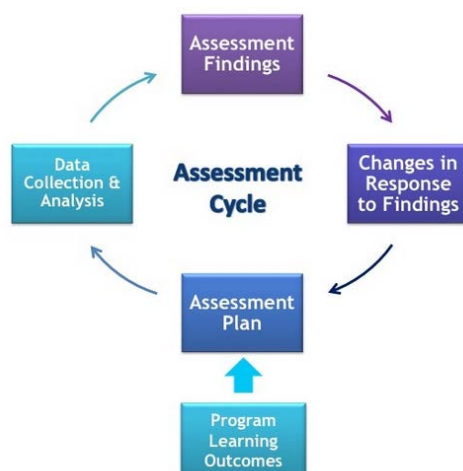 Assessment
Findings
Data
Collection &
Analysis
Assessment
Cycle
Changes in
Response
to Findings
Assessment
Plan
Program
Learning
Outcomes